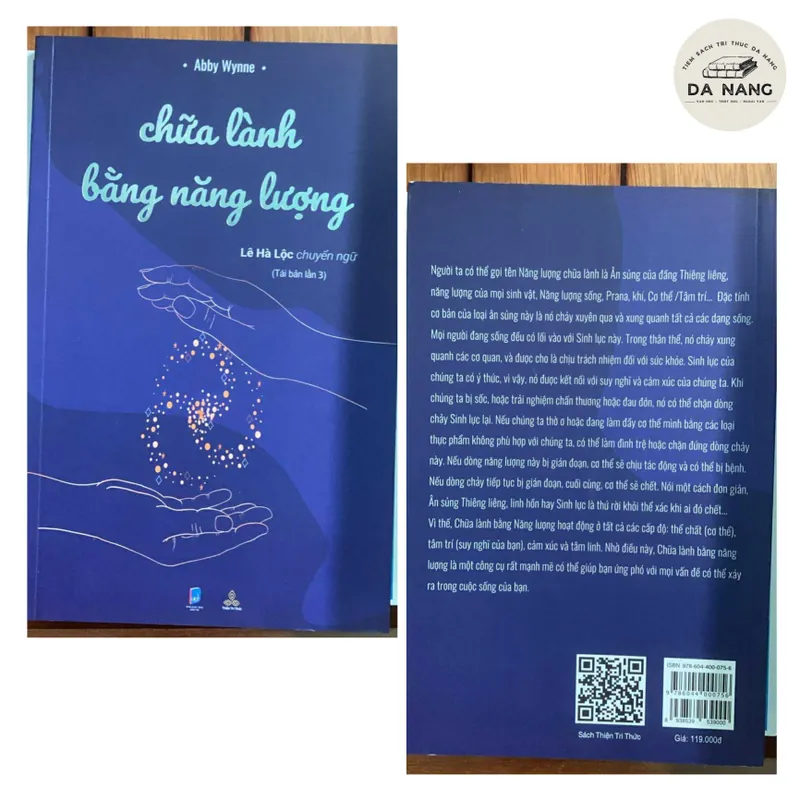 • Abby Wynne •
chữa lành
bằng năng lượng
Lê Hà Lộc chuyển ngữ
(Tái bản lần 3)
TIỆM SÁCH TRI THỨC DA NANG
DA NANG
Người ta có thể gọi tên Năng lượng chữa lành là Ân sủng của đấng Thiêng liêng,
năng lượng của mọi sinh vật, Năng lượng sống, Prana, khí, Cơ thể /Tâm trí... Đặc tính
cơ bản của loại ân sủng này là nó chảy xuyên qua và xung quanh tất cả các dạng sống.
Mọi người đang sống đều có lối vào với Sinh lực này. Trong thân thể, nó chảy xung
quanh các cơ quan, và được cho là chịu trách nhiệm đối với sức khỏe. Sinh lực của
chúng ta có ý thức, vì vậy, nó được kết nối với suy nghĩ và cảm xúc của chúng ta. Khi
chúng ta bị sốc, hoặc trải nghiệm chấn thương hoặc đau đớn, nó có thể chặn dòng
chảy Sinh lực lại. Nếu chúng ta thờ ơ hoặc đang làm đầy cơ thể mình bằng các loại
thực phẩm không phù hợp với chúng ta, có thể làm đình trệ hoặc chặn đứng dòng chảy
này. Nếu dòng năng lượng này bị gián đoạn, cơ thể sẽ chịu tác động và có thể bị bệnh.
Nếu dòng chảy tiếp tục bị gián đoạn, cuối cùng, cơ thể sẽ chết. Nói một cách đơn giản,
Ân sủng Thiêng liêng, linh hồn hay Sinh lực là thứ rời khỏi thể xác khi ai đó chết...
Vì thế, Chữa lành bằng Năng lượng hoạt động ở tất cả các cấp độ: thể chất (cơ thể),
tâm trí (suy nghĩ của bạn), cảm xúc và tâm linh. Nhờ điều này, Chữa lành bằng năng
lượng là một công cụ rất mạnh mẽ có thể giúp bạn ứng phó với mọi vấn đề có thể xảy
ra trong cuộc sống của bạn.
ISBN: 978-604-400-075-6
9 786044 000756
8 936539 539000
Sách Thiện Tri Thức
Giá: 119.000đ